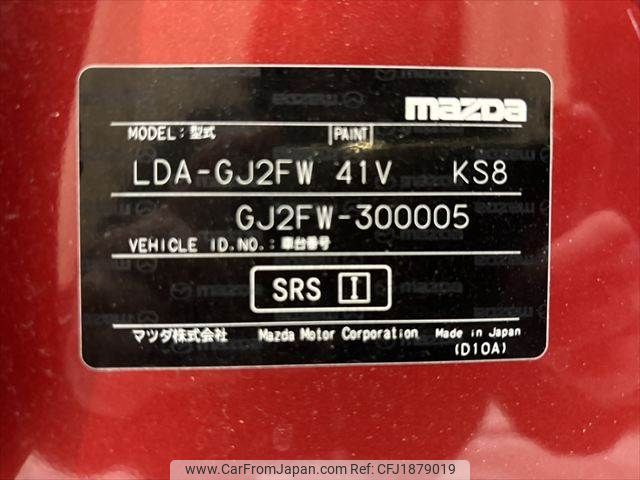 mazda
MODEL:型式 PAINT
LDA-GJ2FW 41V KS8
GJ2FW-300005
VEHICLE ID.NO.:車台番号
SRS I
マツダ株式会社 Mazda Motor Corporation Made in Japan
(D10A)
www.CarFromJapan.com - Car ref: CFJ1879019